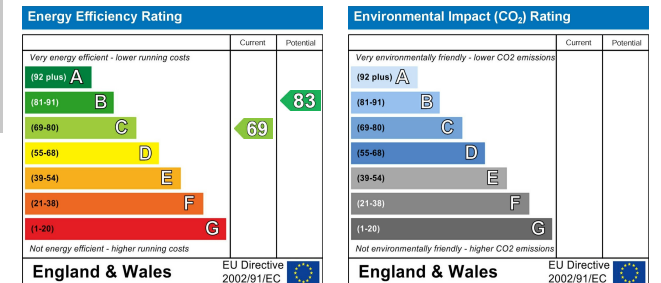 Energy Efficiency Rating
Current Potential
Very energy efficient - lower running costs
(92 plus) A
(81-91) B
83
(69-80) C
69
(55-68) D
(39-54) E
(21-38) F
(1-20) G
Not energy efficient - higher running costs
England & Wales
EU Directive
2002/91/EC
Environmental Impact (CO2) Rating
Current Potential
Very environmentally friendly - lower CO2 emissions
(92 plus) A
(81-91) B
(69-80) C
(55-68) D
(39-54) E
(21-38) F
(1-20) G
Not environmentally friendly - higher CO2 emissions
England & Wales
EU Directive
2002/91/EC